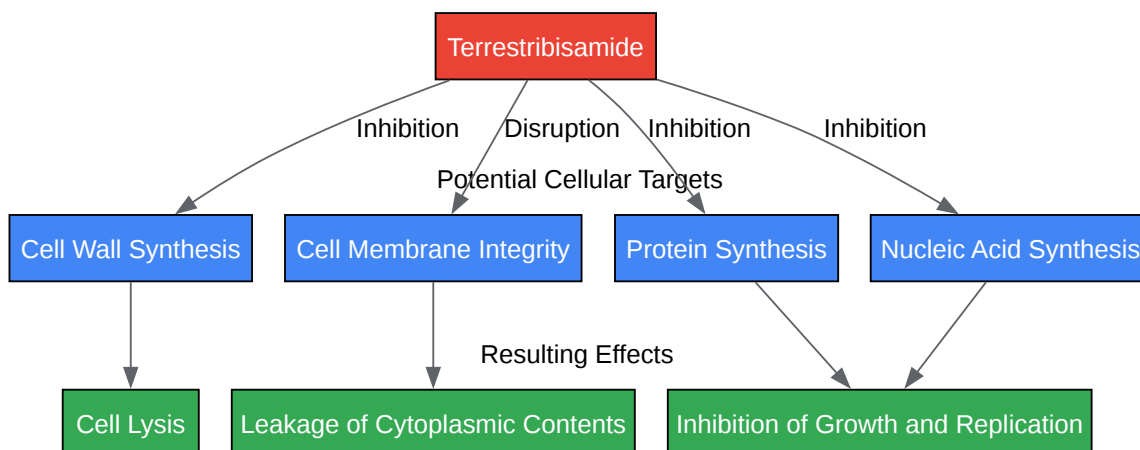 Terrestribisamide
Inhibition
Disruption
Inhibition
Inhibition
Potential Cellular Targets
Cell Wall Synthesis
Cell Membrane Integrity
Protein Synthesis
Nucleic Acid Synthesis
Resulting Effects
Cell Lysis
Leakage of Cytoplasmic Contents
Inhibition of Growth and Replication